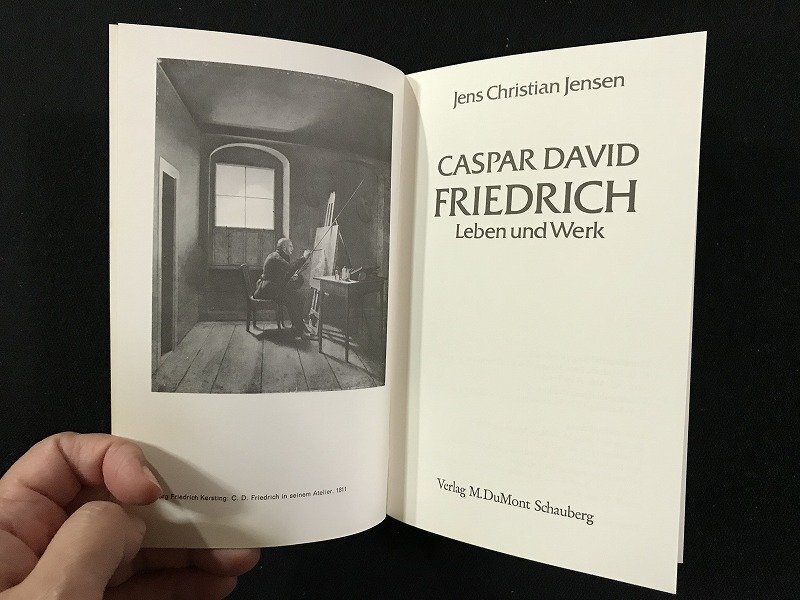 Friedrich Kersting: C. D. Friedrich in seinem Atelier. 1811
Jens Christian Jensen
CASPAR DAVID
FRIEDRICH
Leben und Werk
Verlag M.DuMont Schauberg